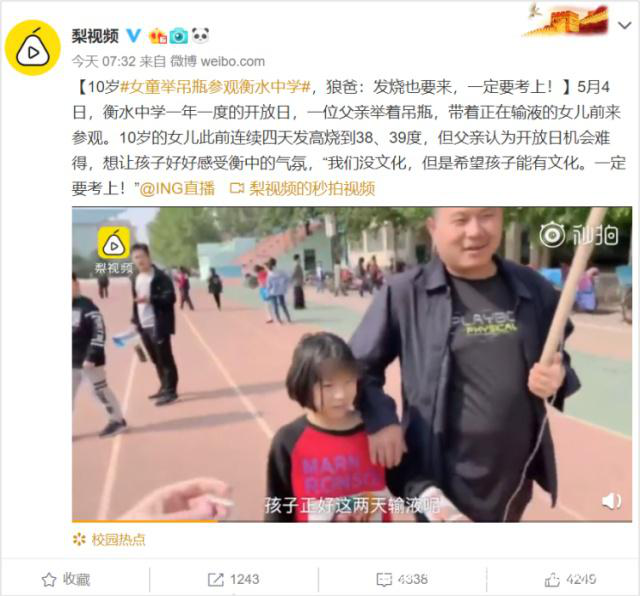 梨视频
今天 07:32 来自 微博 weibo.com
【10岁#女童举吊瓶参观衡水中学#，狼爸：发烧也要来，一定要考上！】5月4
日，衡水中学一年一度的开放日，一位父亲举着吊瓶，带着正在输液的女儿前来
参观。10岁的女儿此前连续四天发高烧到38、39度，但父亲认为开放日机会难
得，想让孩子好好感受衡中的气氛，“我们没文化，但是希望孩子能有文化。一定
要考上！”@ING直播 梨视频的秒拍视频
梨视频
秒拍
PLAYBO
PHYSICAL
MARN
RONSON
孩子正好这两天输液呢
校园热点
收藏
1243
4838
4249